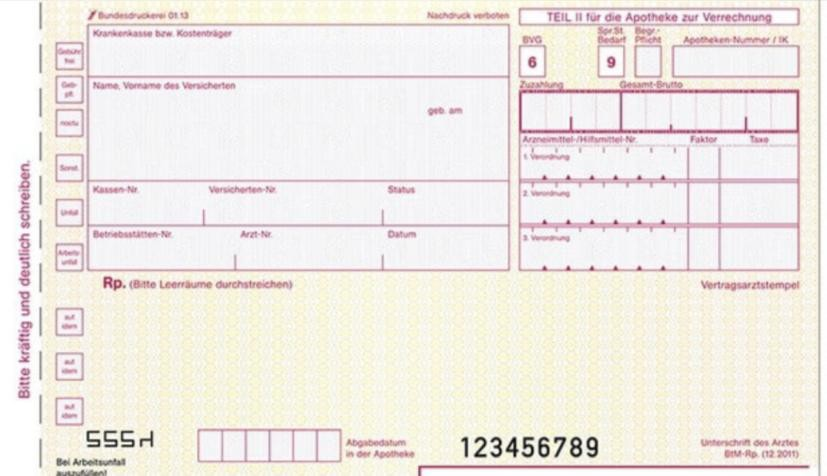 Bundesdruckerei 01.13
Nachdruck verboten
TEIL II für die Apotheke zur Verrechnung
Krankenkasse bzw. Kostenträger
BVG
Spr.St. Bedarf
Begr.-Pflicht
Apotheken-Nummer / IK
6
9
Gebühr frei
Geb.-pfl.
noctu
Sonst.
Unfall
Arbeits-unfall
Name, Vorname des Versicherten
geb. am
Zuzahlung
Gesamt-Brutto
Arzneimittel-/Hilfsmittel-Nr.
Faktor
Taxe
1. Verordnung
2. Verordnung
3. Verordnung
Kassen-Nr.
Versicherten-Nr.
Status
Betriebsstätten-Nr.
Arzt-Nr.
Datum
Rp. (Bitte Leerräume durchstreichen)
Vertragsarztstempel
Bitte kräftig und deutlich schreiben.
aut idem
aut idem
aut idem
Abgabedatum
in der Apotheke
123456789
Unterschrift des Arztes
BtM-Rp. (12.2011)
Bei Arbeitsunfall
auszufüllen!